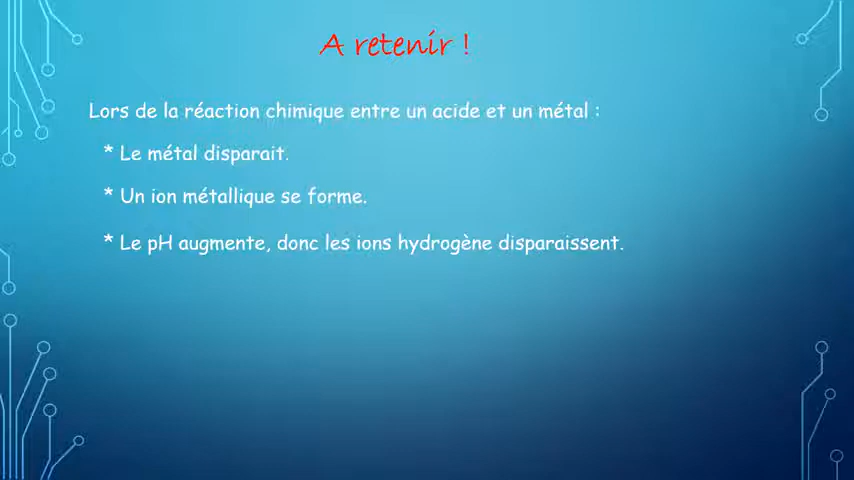 A retenir !
Lors de la réaction chimique entre un acide et un métal :
* Le métal disparait.
* Un ion métallique se forme.
* Le pH augmente, donc les ions hydrogène disparaissent.